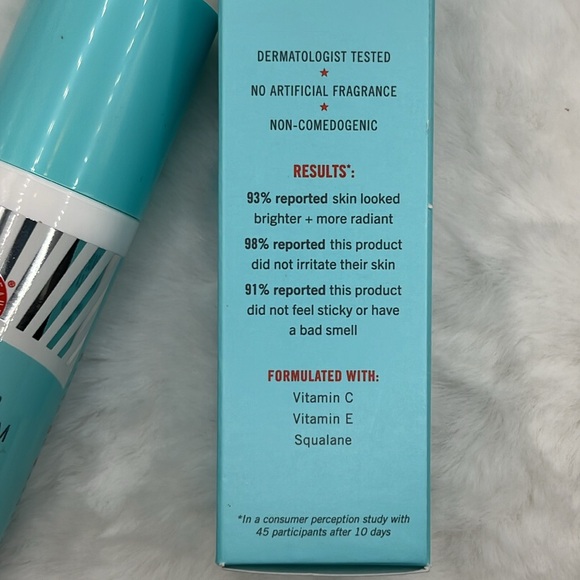 DERMATOLOGIST TESTED
NO ARTIFICIAL FRAGRANCE
NON-COMEDOGENIC
RESULTS*:
93% reported skin looked
brighter + more radiant
98% reported this product
did not irritate their skin
91% reported this product
did not feel sticky or have
a bad smell
FORMULATED WITH:
Vitamin C
Vitamin E
Squalane
*In a consumer perception study with
45 participants after 10 days